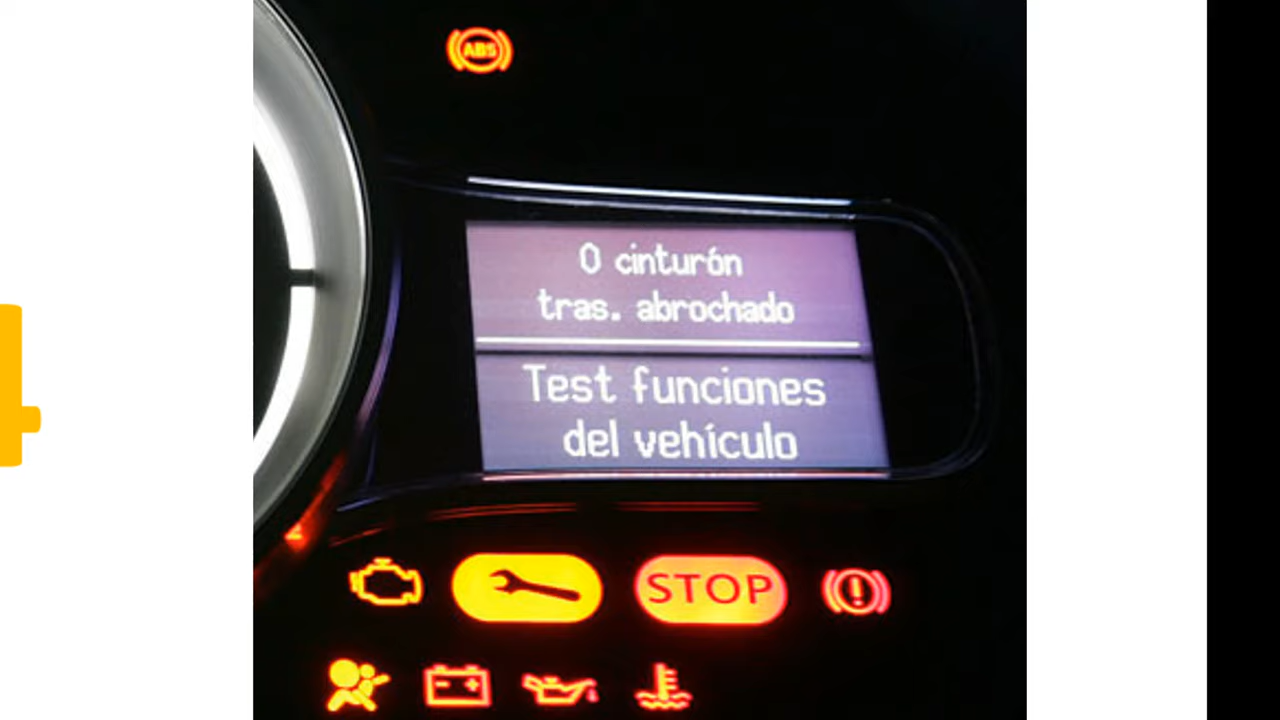 ABS
0 cinturón
tras. abrochado
Test funciones
del vehículo
STOP